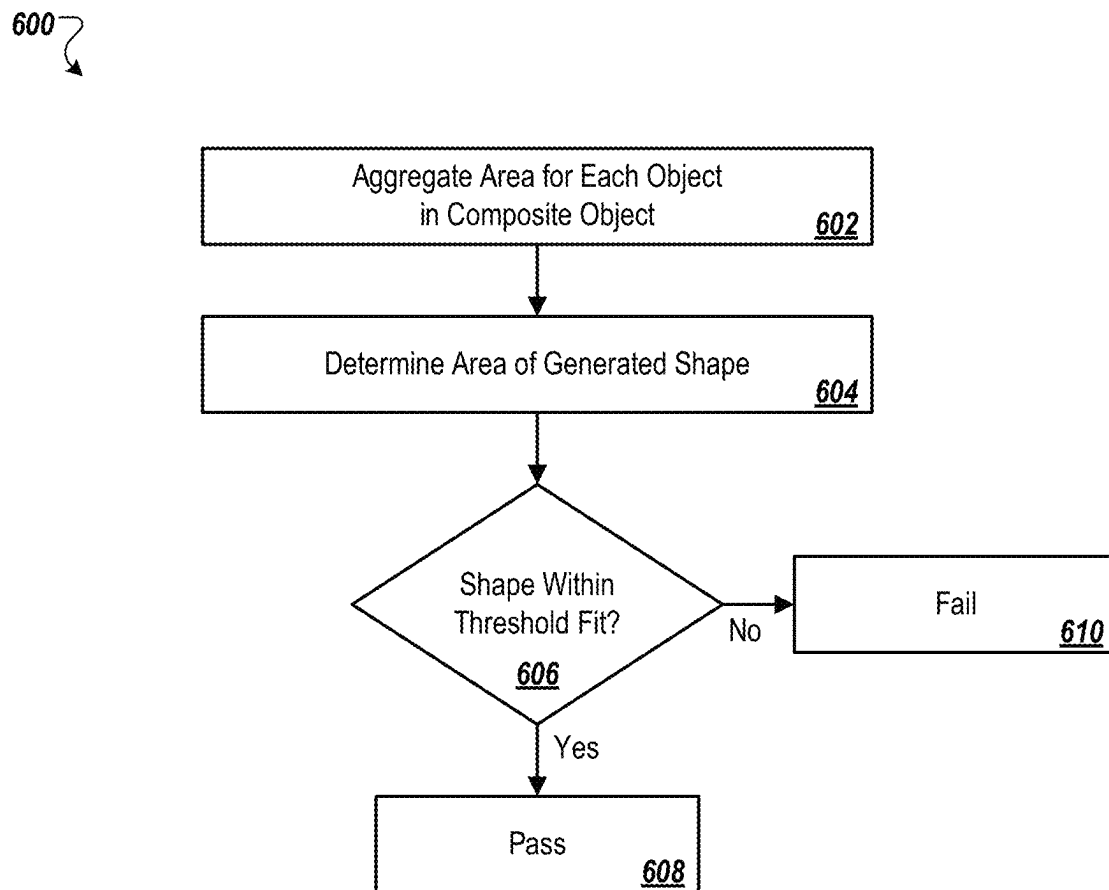 600
Aggregate Area for Each Object
in Composite Object
602
Determine Area of Generated Shape
604
Shape Within
Threshold Fit?
606
No
Fail
610
Yes
Pass
608